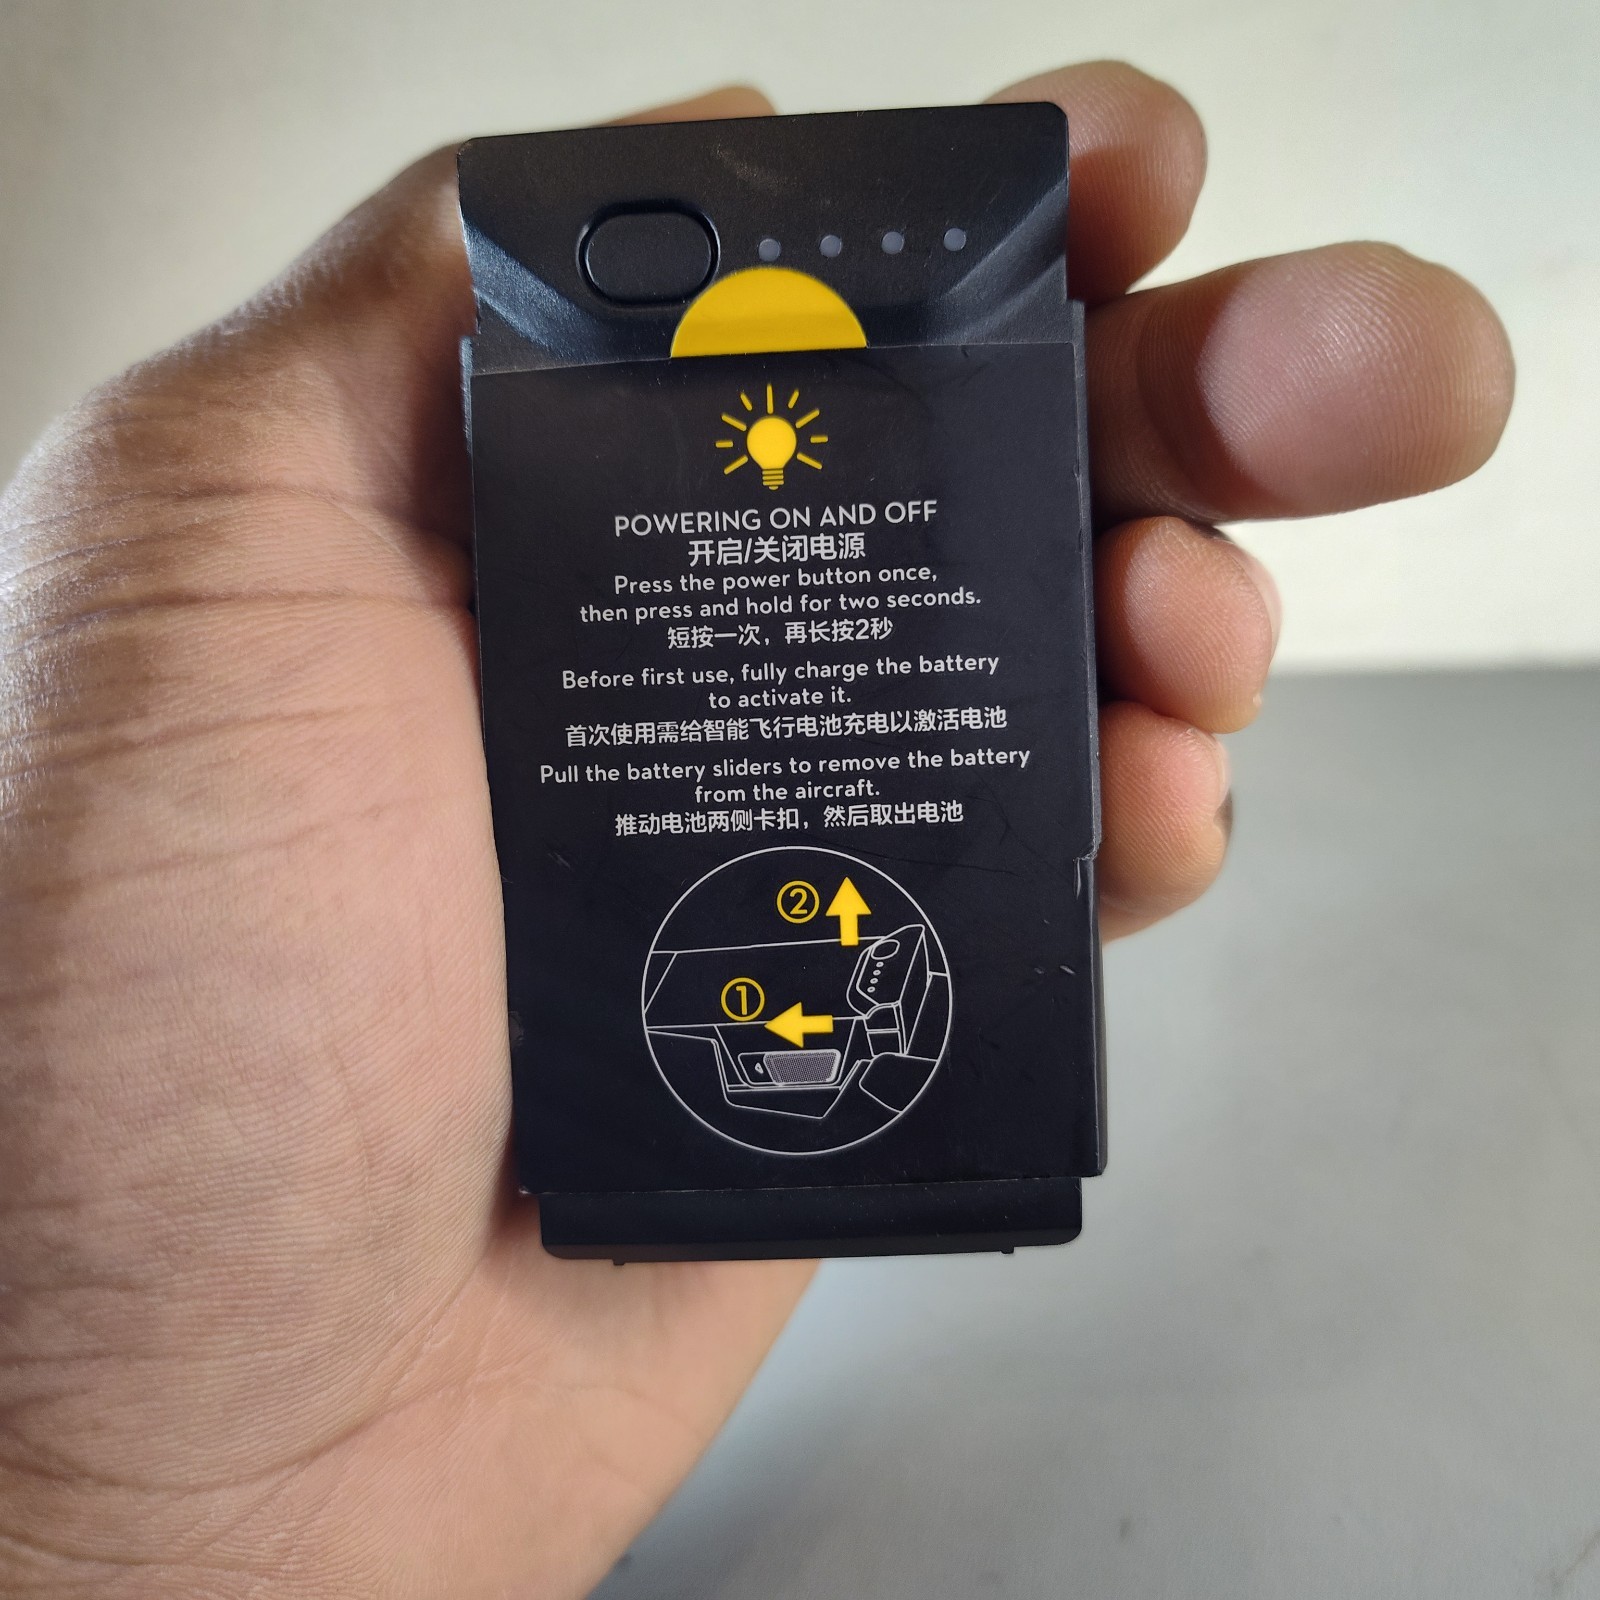 POWERING ON AND OFF
开启/关闭电源
Press the power button once,
then press and hold for two seconds.
短按一次，再长按2秒
Before first use, fully charge the battery
to activate it.
首次使用需给智能飞行电池充电以激活电池
Pull the battery sliders to remove the battery
from the aircraft.
推动电池两侧卡扣，然后取出电池
②
①